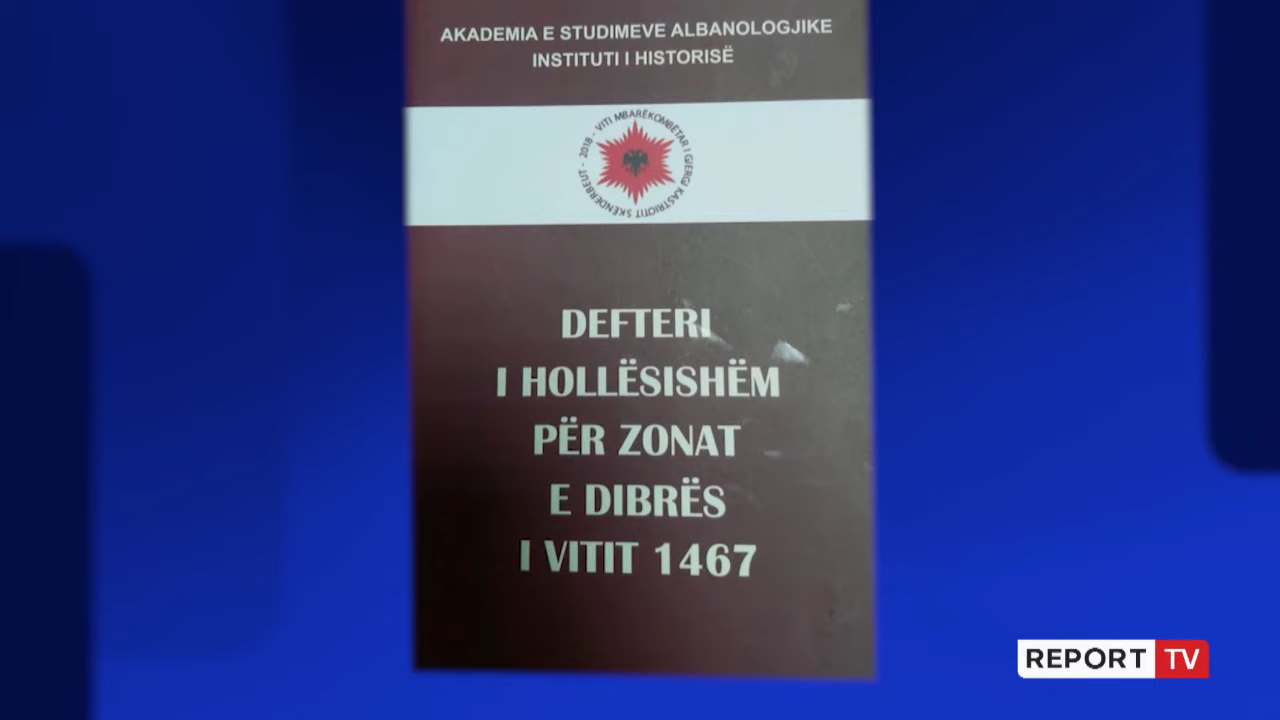 AKADEMIA E STUDIMEVE ALBANOLOGJIKE
INSTITUTI I HISTORISË
2018 - VITI MBARËKOMBËTAR I GJERGJ KASTRIOTIT SKËNDERBEUT -
DEFTERI
I HOLLËSISHËM
PËR ZONAT
E DIBRËS
I VITIT 1467
REPORT TV